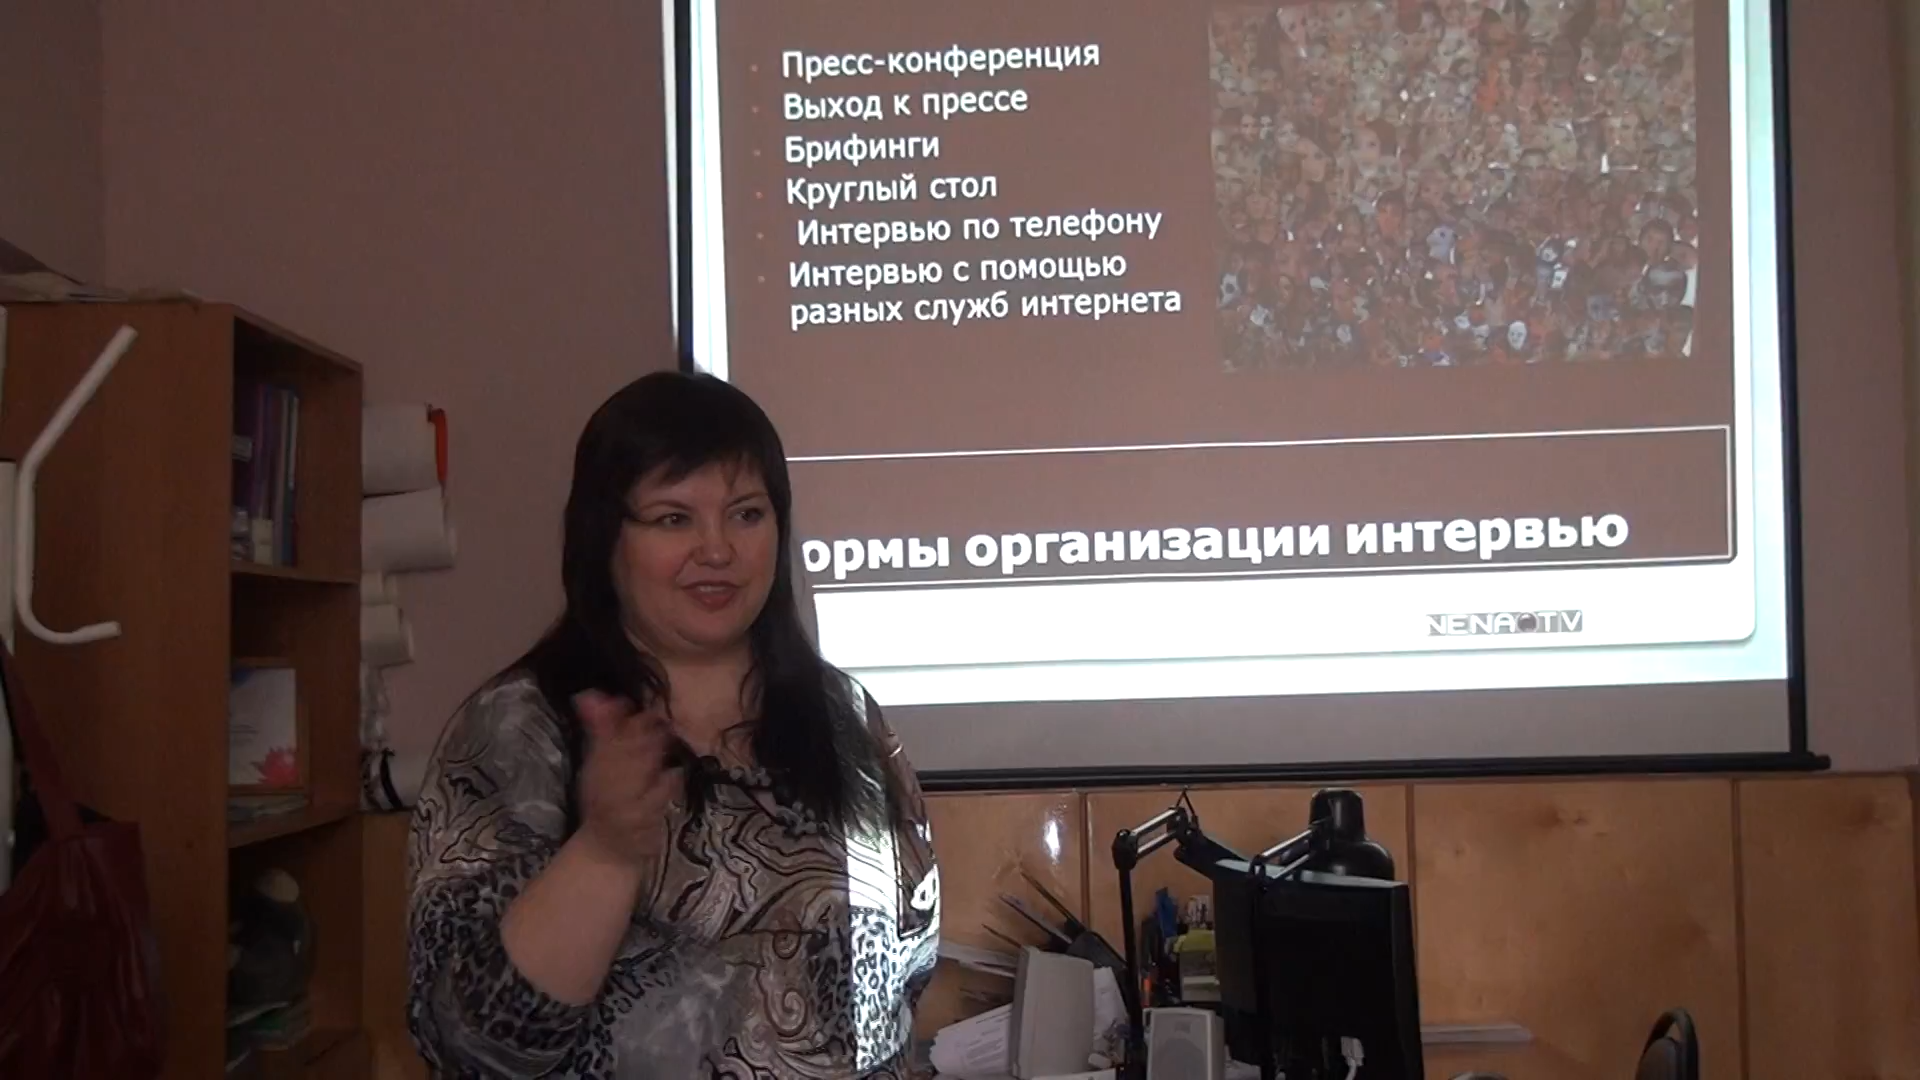 Пресс-конференция
Выход к прессе
Брифинги
Круглый стол
Интервью по телефону
Интервью с помощью
разных служб интернета
ормы организации интервью
NENAOTV